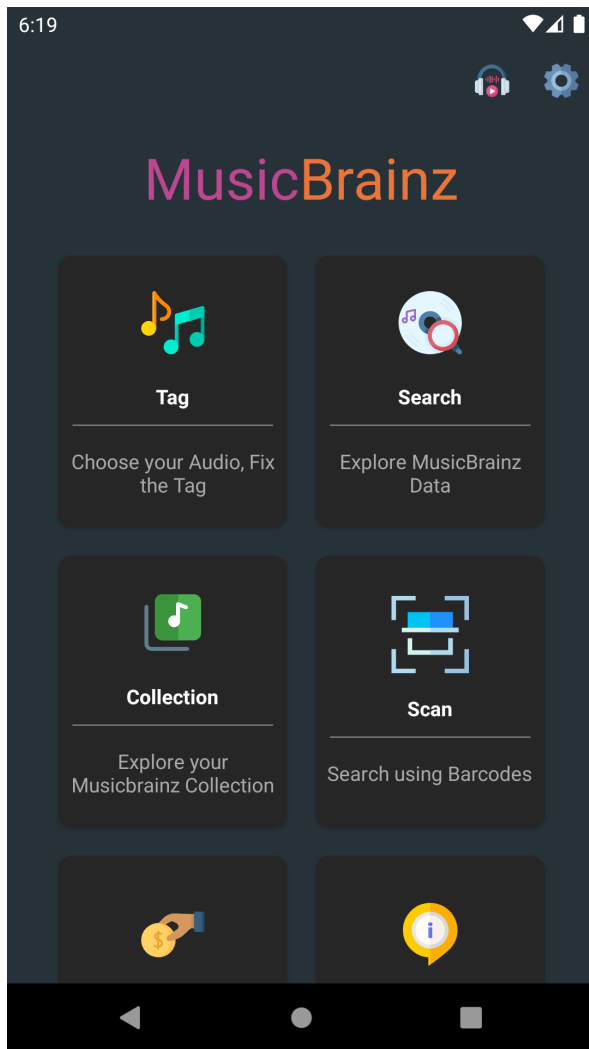 6:19
MusicBrainz
Tag
Choose your Audio, Fix
the Tag
Search
Explore MusicBrainz
Data
Collection
Explore your
Musicbrainz Collection
Scan
Search using Barcodes
$
i